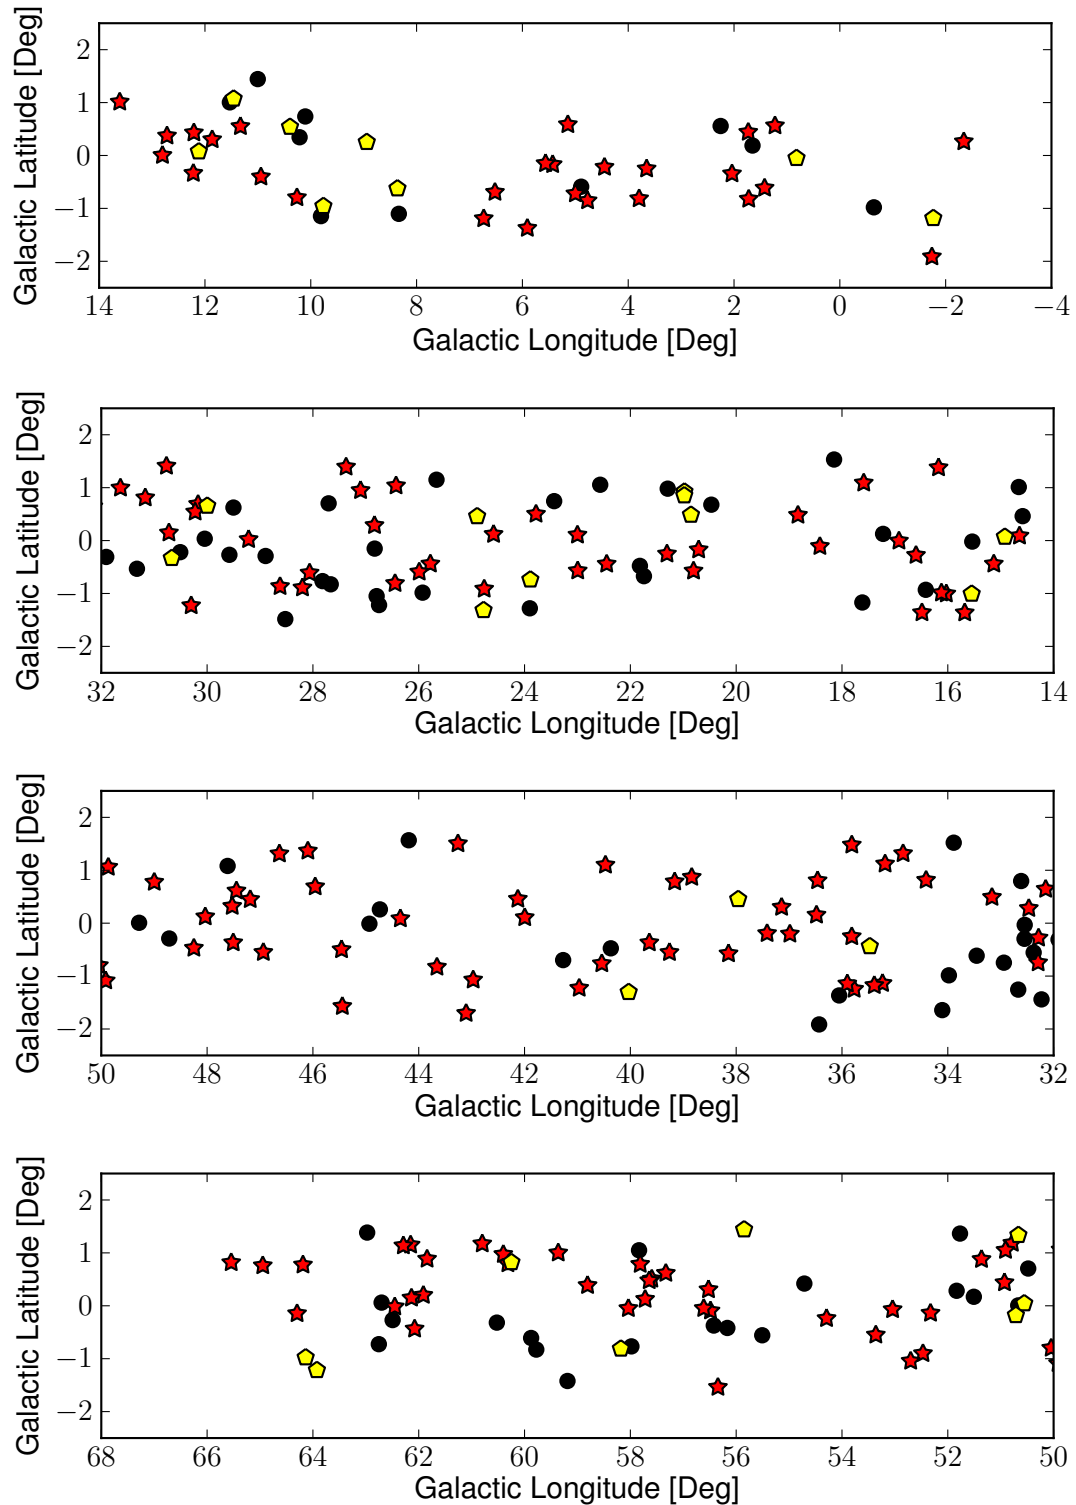 Galactic Latitude [Deg]
2
1
0
−1
−2
14 12 10 8 6 4 2 0 −2 −4
Galactic Longitude [Deg]
Galactic Latitude [Deg]
2
1
0
−1
−2
32 30 28 26 24 22 20 18 16 14
Galactic Longitude [Deg]
Galactic Latitude [Deg]
2
1
0
−1
−2
50 48 46 44 42 40 38 36 34 32
Galactic Longitude [Deg]
Galactic Latitude [Deg]
2
1
0
−1
−2
68 66 64 62 60 58 56 54 52 50
Galactic Longitude [Deg]